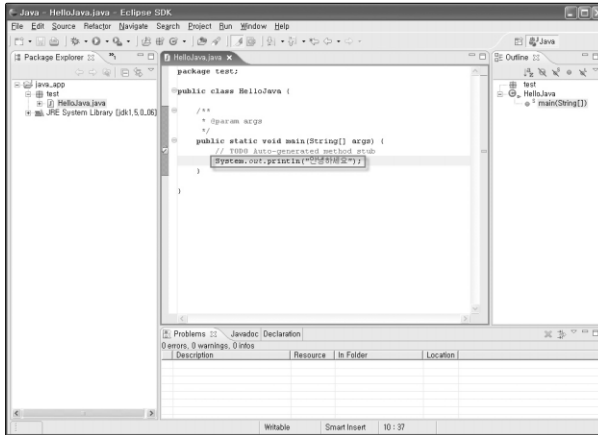 Java - HelloJava.java - Eclipse SDK
File Edit Source Refactor Navigate Search Project Run Window Help
Java
Package Explorer
java_app
test
HelloJava.java
JRE System Library [jdk1.5.0_06]
HelloJava.java
package test;
public class HelloJava {
/**
* @param args
*/
public static void main(String[] args) {
// TODO Auto-generated method stub
System.out.println("안녕하세요");
}
}
Outline
test
HelloJava
main(String[])
Problems Javadoc Declaration
0 errors, 0 warnings, 0 infos
Description Resource In Folder Location
Writable Smart Insert 10 : 37